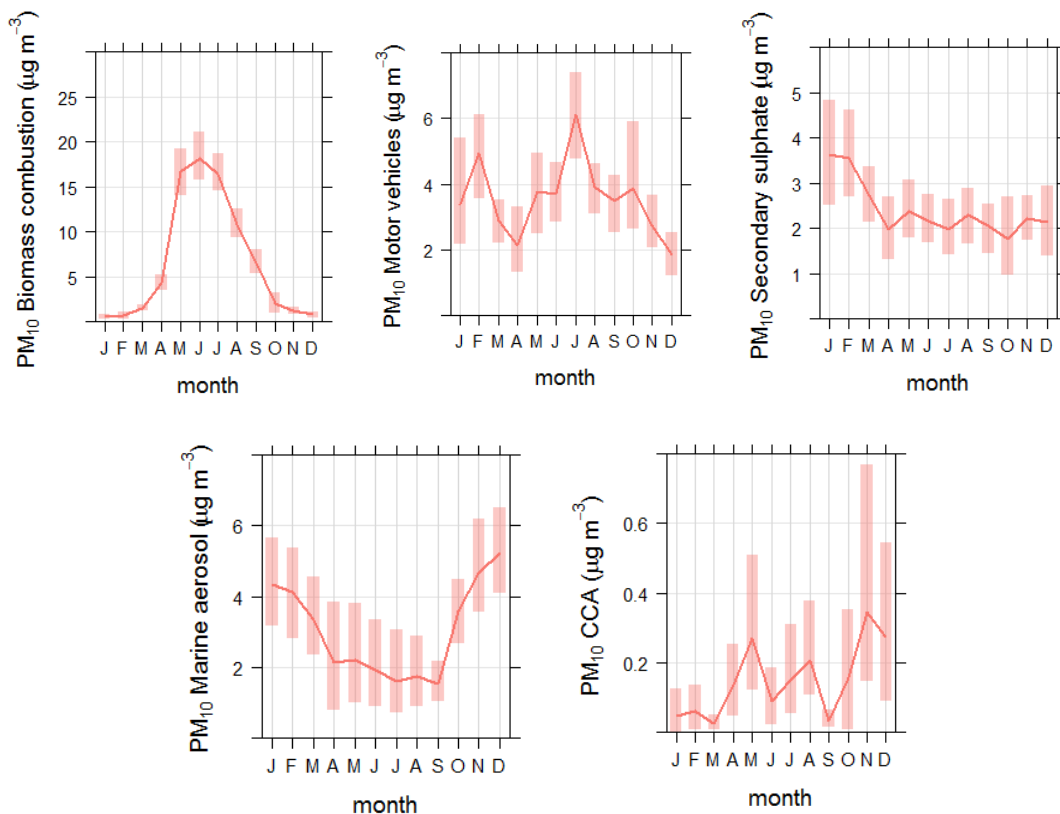 PM₁₀ Biomass combustion (µg m⁻³)
25
20
15
10
5
J F M A M J J A S O N D
month
PM₁₀ Motor vehicles (µg m⁻³)
6
4
2
J F M A M J J A S O N D
month
PM₁₀ Secondary sulphate (µg m⁻³)
5
4
3
2
1
J F M A M J J A S O N D
month
PM₁₀ Marine aerosol (µg m⁻³)
6
4
2
J F M A M J J A S O N D
month
PM₁₀ CCA (µg m⁻³)
0.6
0.4
0.2
J F M A M J J A S O N D
month